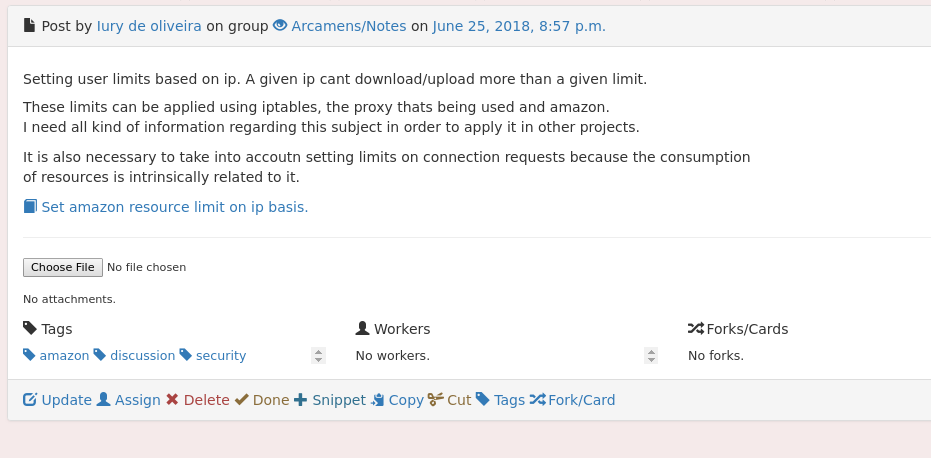 Post by Iury de oliveira on group Arcamens/Notes on June 25, 2018, 8:57 p.m.
Setting user limits based on ip. A given ip cant download/upload more than a given limit.
These limits can be applied using iptables, the proxy thats being used and amazon.
I need all kind of information regarding this subject in order to apply it in other projects.
It is also necessary to take into accoutn setting limits on connection requests because the consumption
of resources is intrinsically related to it.
Set amazon resource limit on ip basis.
Choose File No file chosen
No attachments.
Tags Workers Forks/Cards
amazon discussion security No workers. No forks.
Update Assign Delete Done Snippet Copy Cut Tags Fork/Card